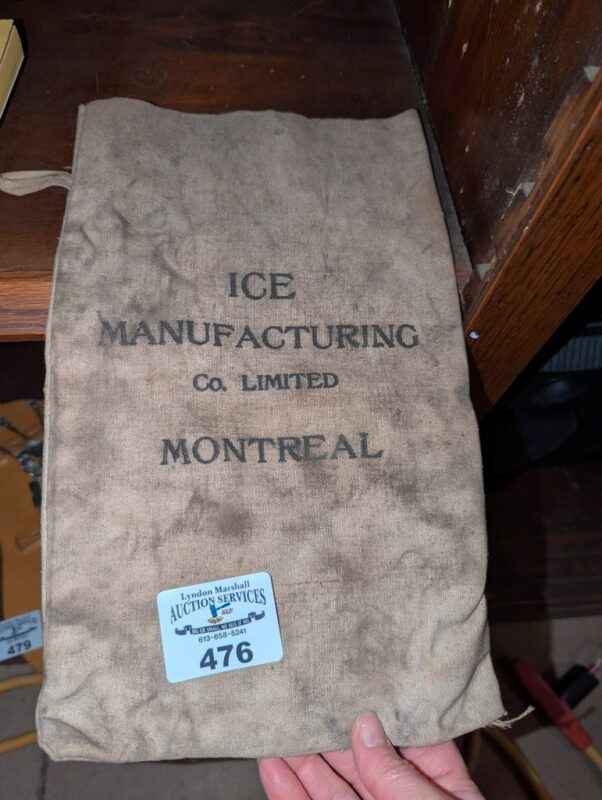 ICE
MANUFACTURING
Co. LIMITED
MONTREAL
Lyndon Marshall
AUCTION SERVICES
613-658-5241
476
479